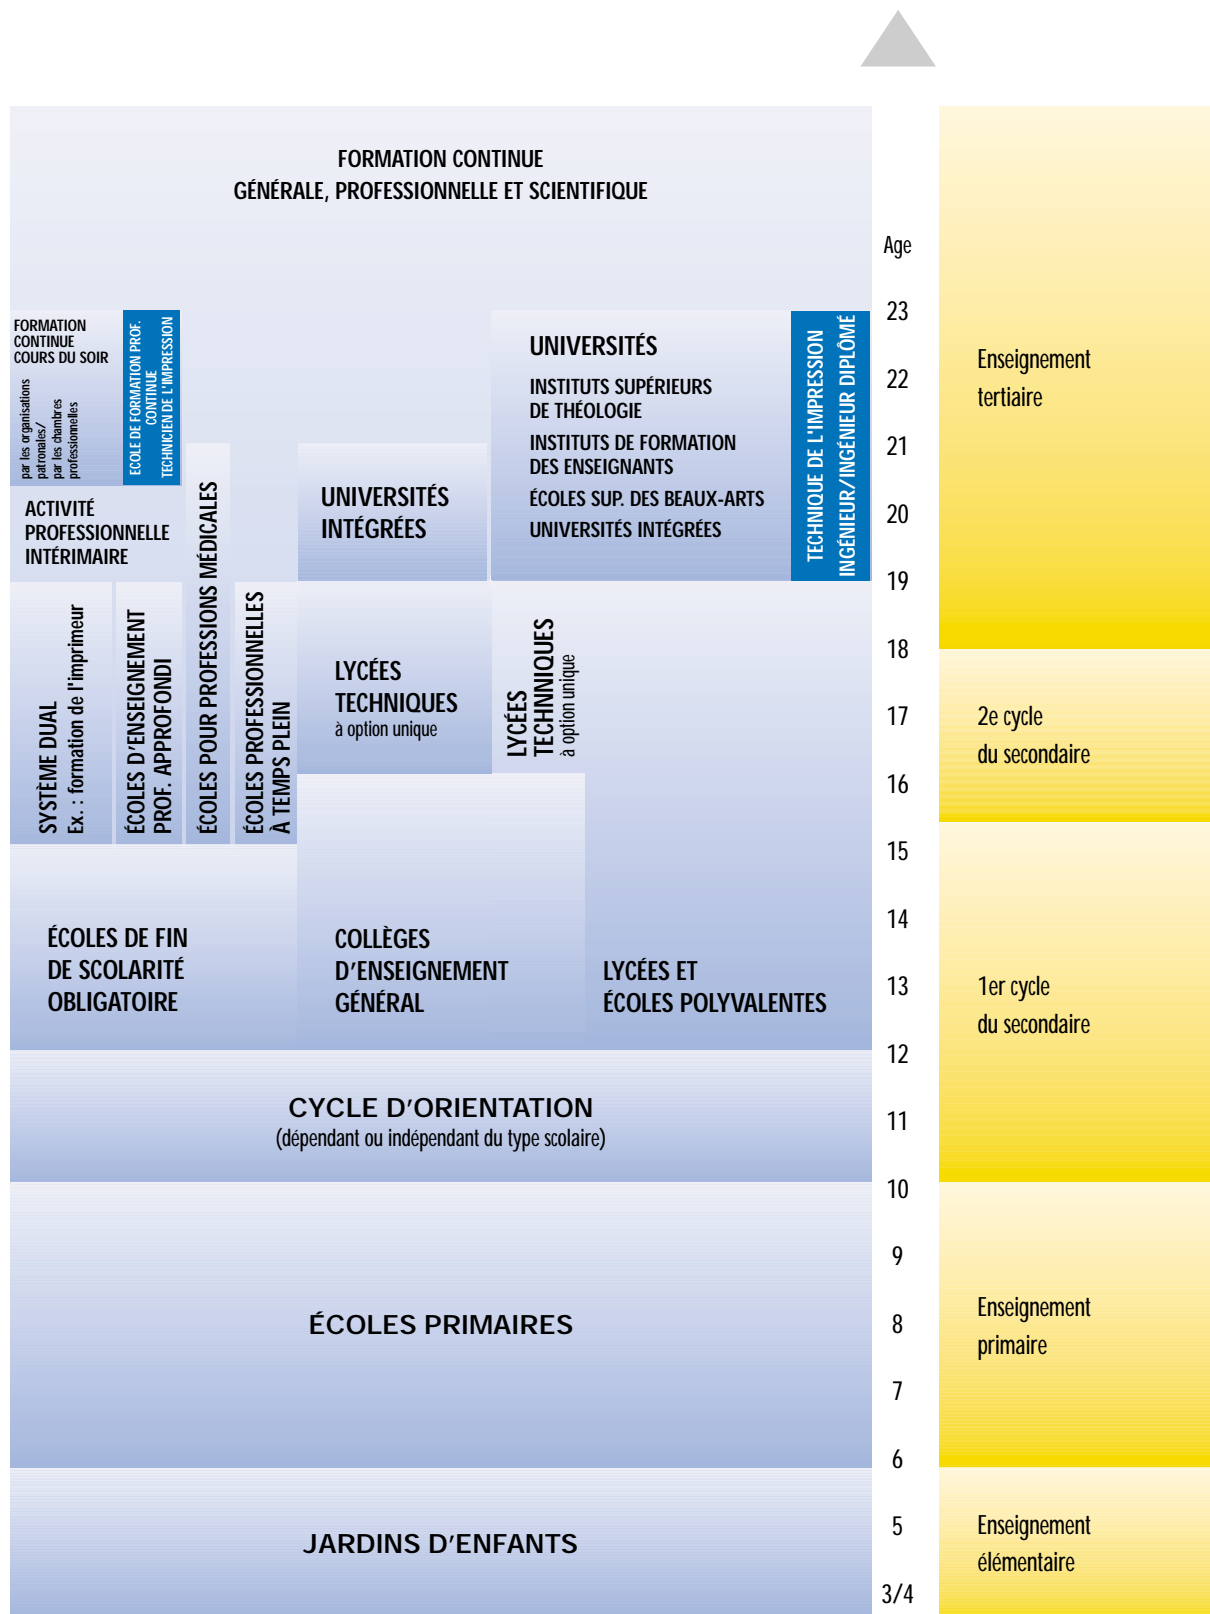 FORMATION CONTINUE
GÉNÉRALE, PROFESSIONNELLE ET SCIENTIFIQUE
FORMATION
CONTINUE
COURS DU SOIR
par les organisations
patronales/
par les chambres
professionnelles
ECOLE DE FORMATION PROF.
CONTINUE
TECHNICIEN DE L'IMPRESSION
ACTIVITÉ
PROFESSIONNELLE
INTÉRIMAIRE
SYSTÈME DUAL
Ex. : formation de l'imprimeur
ÉCOLES D'ENSEIGNEMENT
PROF. APPROFONDI
ÉCOLES POUR PROFESSIONS MÉDICALES
ÉCOLES PROFESSIONNELLES
À TEMPS PLEIN
UNIVERSITÉS
INTÉGRÉES
LYCÉES
TECHNIQUES
à option unique
UNIVERSITÉS
INSTITUTS SUPÉRIEURS
DE THÉOLOGIE
INSTITUTS DE FORMATION
DES ENSEIGNANTS
ÉCOLES SUP. DES BEAUX-ARTS
UNIVERSITÉS INTÉGRÉES
TECHNIQUE DE L'IMPRESSION
INGÉNIEUR/INGÉNIEUR DIPLÔMÉ
LYCÉES
TECHNIQUES
à option unique
ÉCOLES DE FIN
DE SCOLARITÉ
OBLIGATOIRE
COLLÈGES
D'ENSEIGNEMENT
GÉNÉRAL
LYCÉES ET
ÉCOLES POLYVALENTES
CYCLE D'ORIENTATION
(dépendant ou indépendant du type scolaire)
ÉCOLES PRIMAIRES
JARDINS D'ENFANTS
Age
23
22
21
20
19
18
17
16
15
14
13
12
11
10
9
8
7
6
5
3/4
Enseignement
tertiaire
2e cycle
du secondaire
1er cycle
du secondaire
Enseignement
primaire
Enseignement
élémentaire